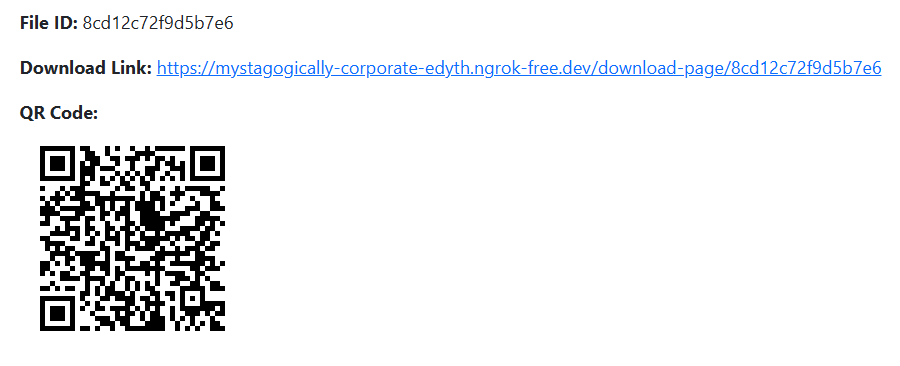 File ID: 8cd12c72f9d5b7e6
Download Link: https://mystagogically-corporate-edyth.ngrok-free.dev/download-page/8cd12c72f9d5b7e6
QR Code: